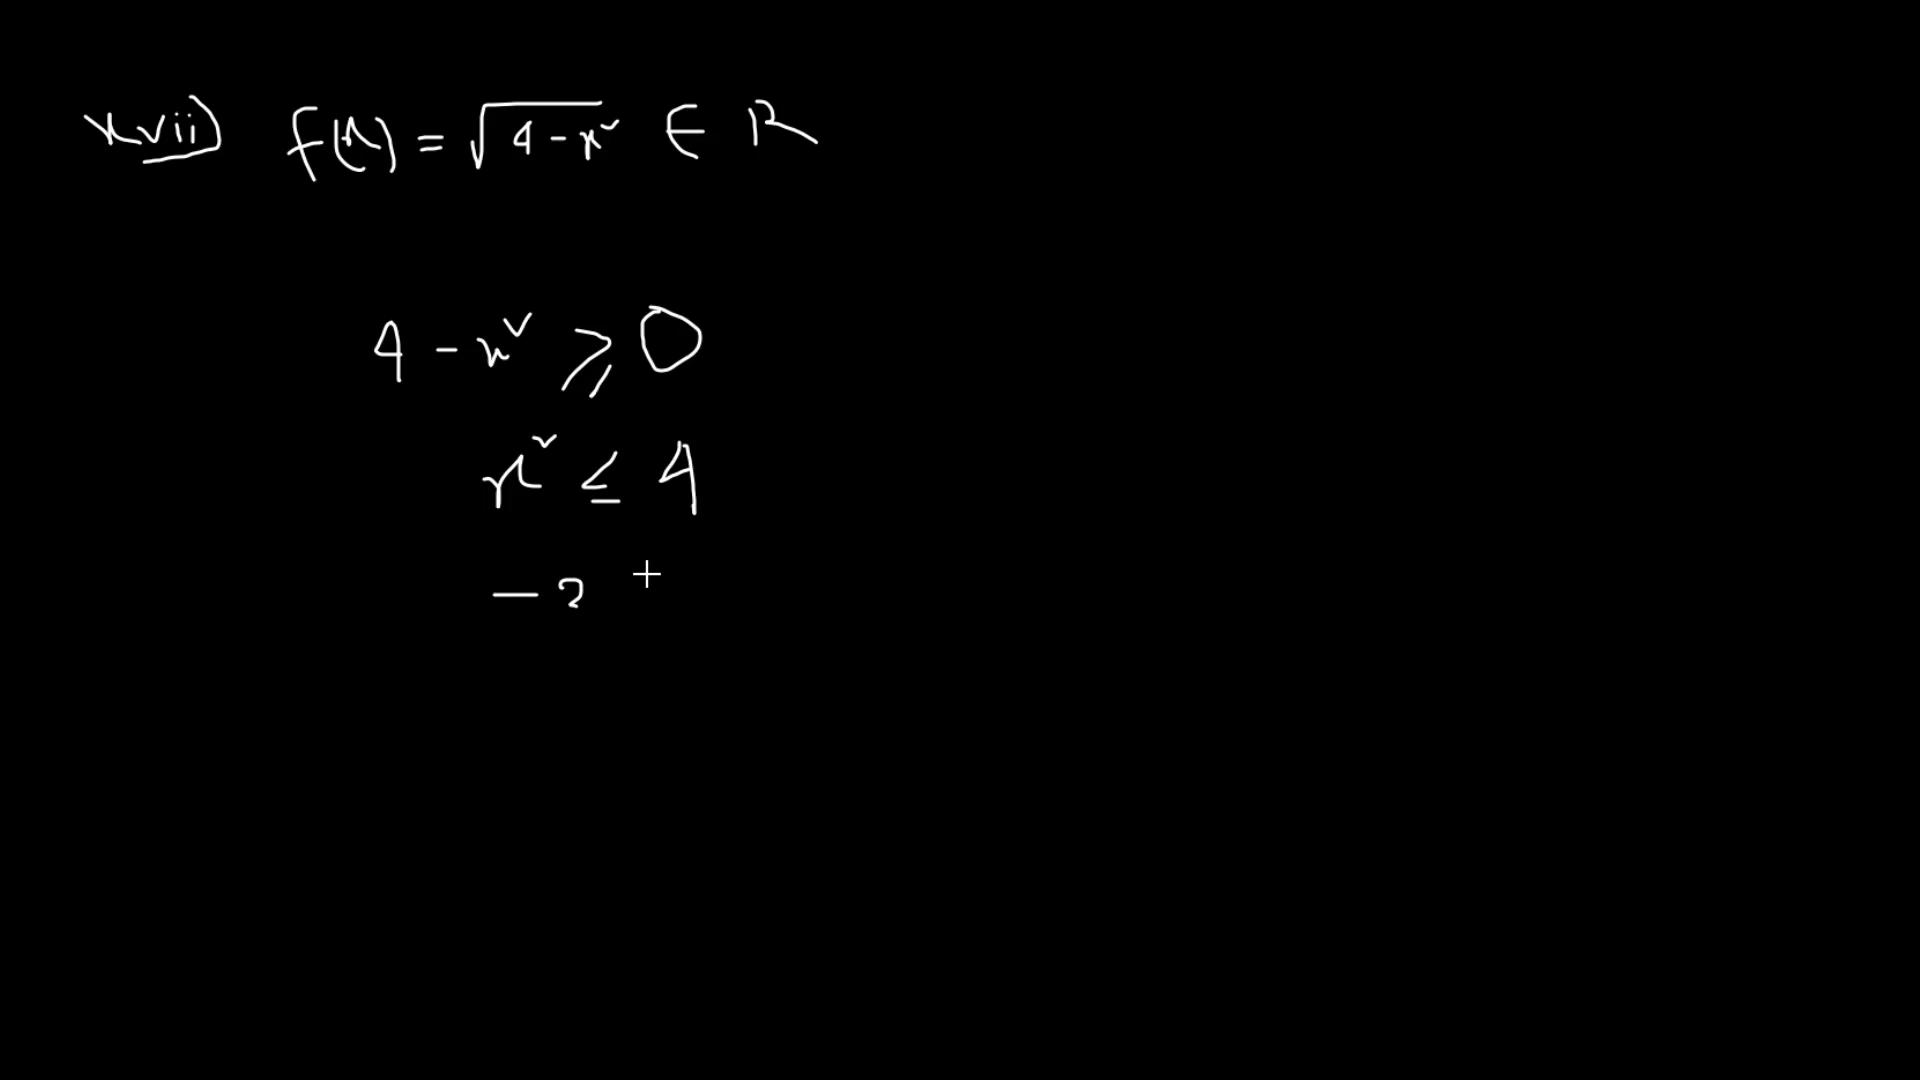 xvii) f(x) = √(4 - x²) ∈ R
4 - x² ≥ 0
x² ≤ 4
- 2